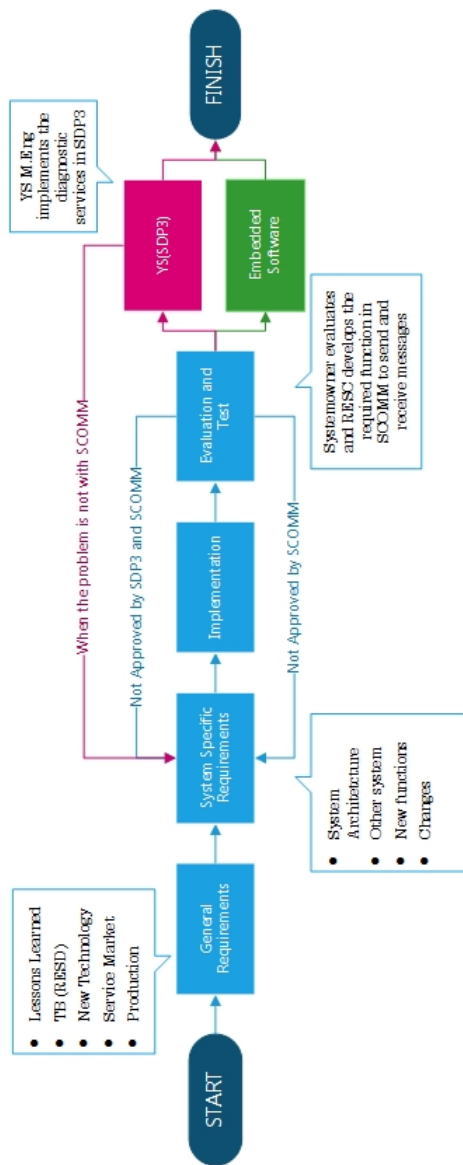 START
General
Requirements
System Specific
Requirements
Implementation
Evaluation and
Test
YS(SDP3)
Embedded
Software
FINISH
When the problem is not with SCOMM
Not Approved by SDP3 and SCOMM
Not Approved by SCOMM
● Lessons Learned
● TB (RESD)
● New Technology
● Service Market
● Production
● System
Architetcture
● Other system
● New functions
● Changes
Systemowner evaluates
and RESC develops the
required function in
SCOMM to send and
receive messages
YS M.Eng
implements the
diagnostic
services in SDP3